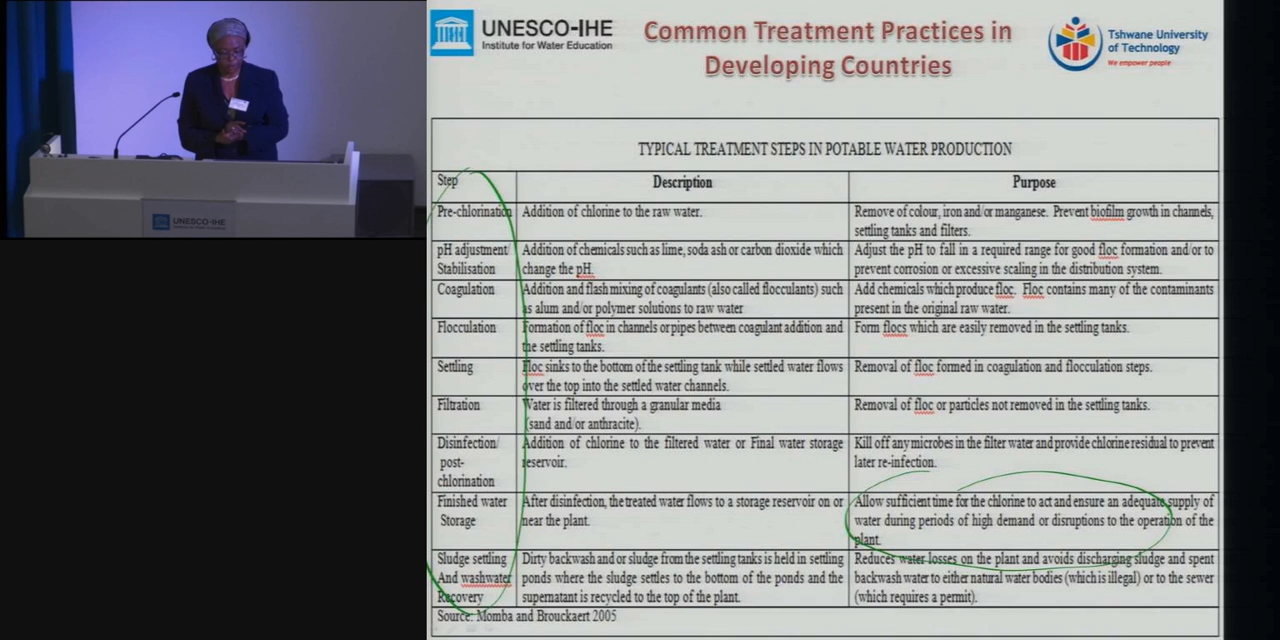 UNESCO-IHE
UNESCO-IHE
Institute for Water Education
Common Treatment Practices in
Developing Countries
Tshwane University
of Technology
We empower people
TYPICAL TREATMENT STEPS IN POTABLE WATER PRODUCTION
Step
Description
Purpose
Pre-chlorination
Addition of chlorine to the raw water.
Remove of colour, iron and/or manganese. Prevent biofilm growth in channels,
settling tanks and filters.
pH adjustment/
Stabilisation
Addition of chemicals such as lime, soda ash or carbon dioxide which
change the pH.
Adjust the pH to fall in a required range for good floc formation and/or to
prevent corrosion or excessive scaling in the distribution system.
Coagulation
Addition and flash mixing of coagulants (also called flocculants) such
as alum and/or polymer solutions to raw water
Add chemicals which produce floc. Floc contains many of the contaminants
present in the original raw water.
Flocculation
Formation of floc in channels or pipes between coagulant addition and
the settling tanks.
Form flocs which are easily removed in the settling tanks.
Settling
Floc sinks to the bottom of the settling tank while settled water flows
over the top into the settled water channels.
Removal of floc formed in coagulation and flocculation steps.
Filtration
Water is filtered through a granular media
(sand and/or anthracite).
Removal of floc or particles not removed in the settling tanks.
Disinfection/
post-
chlorination
Addition of chlorine to the filtered water or Final water storage
reservoir.
Kill off any microbes in the filter water and provide chlorine residual to prevent
later re-infection.
Finished water
Storage
After disinfection, the treated water flows to a storage reservoir on or
near the plant.
Allow sufficient time for the chlorine to act and ensure an adequate supply of
water during periods of high demand or disruptions to the operation of the
plant.
Sludge settling
And washwater
Recovery
Dirty backwash and or sludge from the settling tanks is held in settling
ponds where the sludge settles to the bottom of the ponds and the
supernatant is recycled to the top of the plant.
Reduces water losses on the plant and avoids discharging sludge and spent
backwash water to either natural water bodies (which is illegal) or to the sewer
(which requires a permit).
Source: Momba and Brouckaert 2005